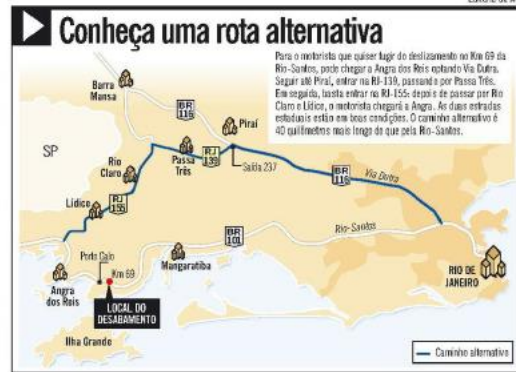 Conheça uma rota alternativa
Para o motorista que quiser fugir do deslizamento no Km 69 da
Rio-Santos, pode chegar a Angra dos Reis optando Via Dutra.
Seguir até Piraí, entrar na RJ-139, passando por Passa Três.
Em seguida, basta entrar na RJ-155 depois de passar por Rio
Claro e Lídice, o motorista chegará a Angra. As duas estradas
estaduais estão em boas condições. O caminho alternativo é
40 quilômetros mais longo do que pela Rio-Santos.
Barra
Mansa
BR
116
Piraí
SP
Rio
Claro
Passa
Três
RJ
139
Saída 237
Via Dutra
BR
116
Lídice
RJ
155
Rio-Santos
BR
101
Porto Galo
Km 69
Mangaratiba
RIO DE
JANEIRO
Angra
dos Reis
LOCAL DO
DESABAMENTO
Ilha Grande
Caminho alternativo